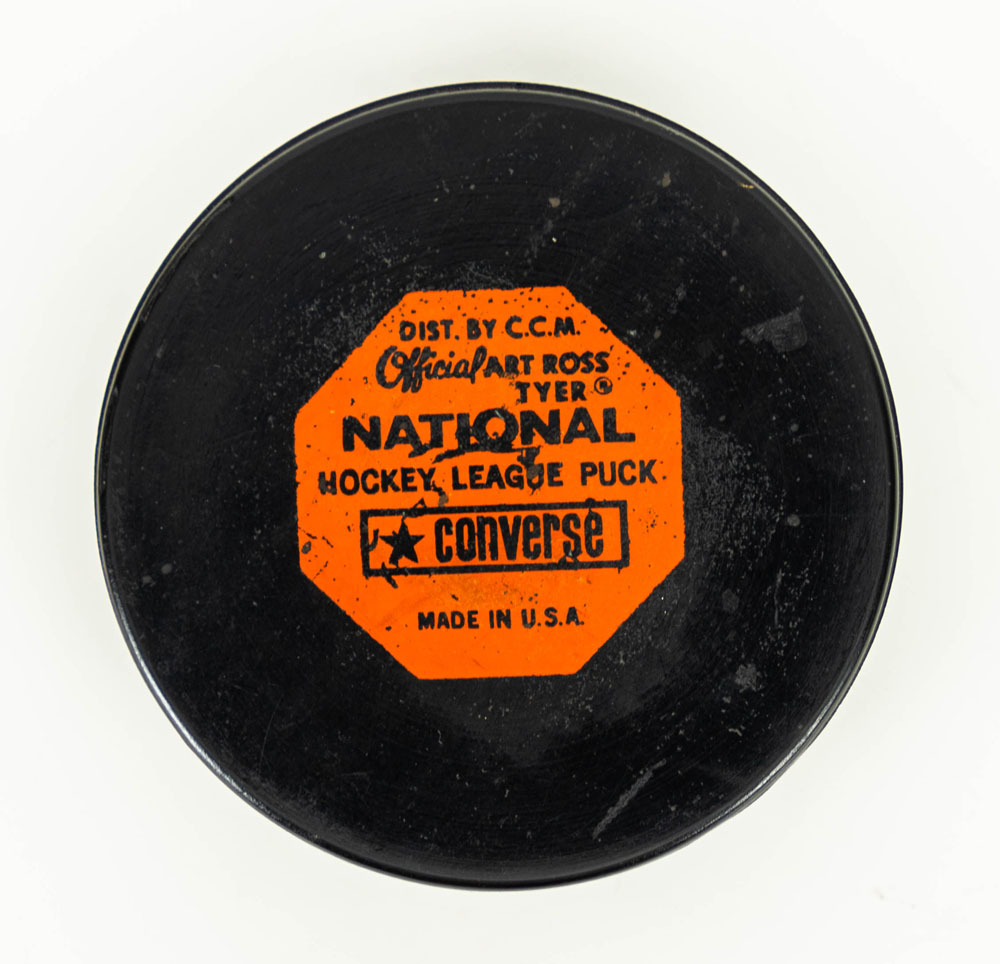 DIST. BY C.C.M.
Official ART ROSS
TYER®
NATIONAL
HOCKEY LEAGUE PUCK
★ converse
MADE IN U.S.A.